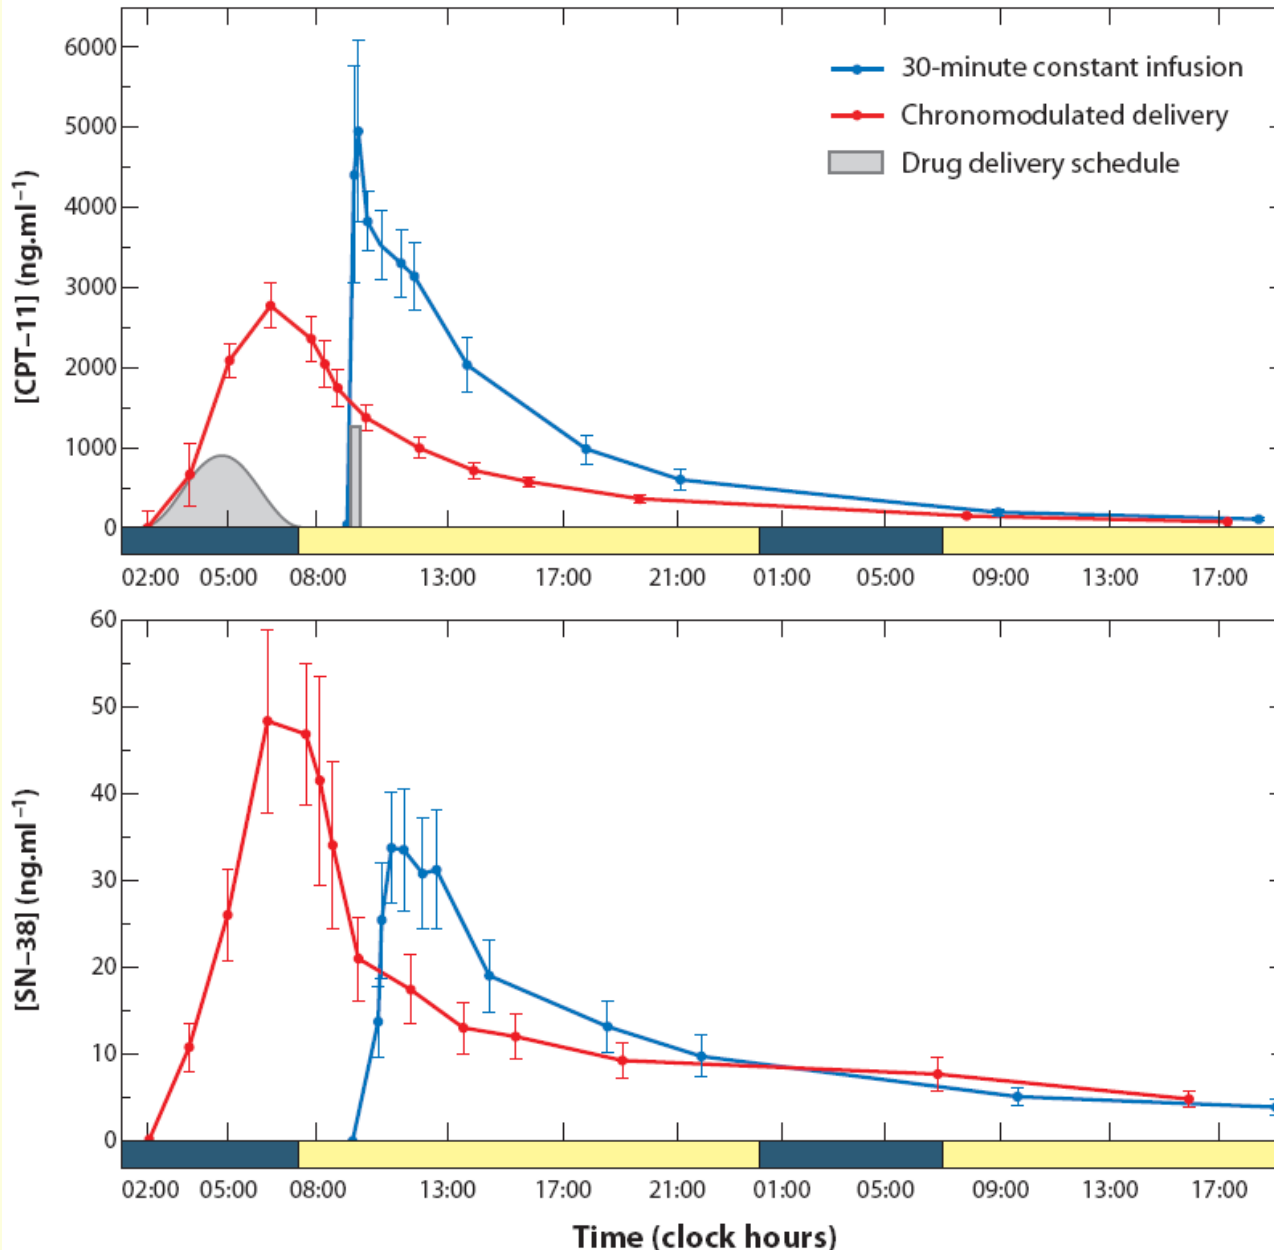 6000
5000
4000
3000
2000
1000
0
[CPT–11] (ng.ml⁻¹)
30-minute constant infusion
Chronomodulated delivery
Drug delivery schedule
02:00 05:00 08:00 13:00 17:00 21:00 01:00 05:00 09:00 13:00 17:00
60
50
40
30
20
10
0
[SN–38] (ng.ml⁻¹)
02:00 05:00 08:00 13:00 17:00 21:00 01:00 05:00 09:00 13:00 17:00
Time (clock hours)